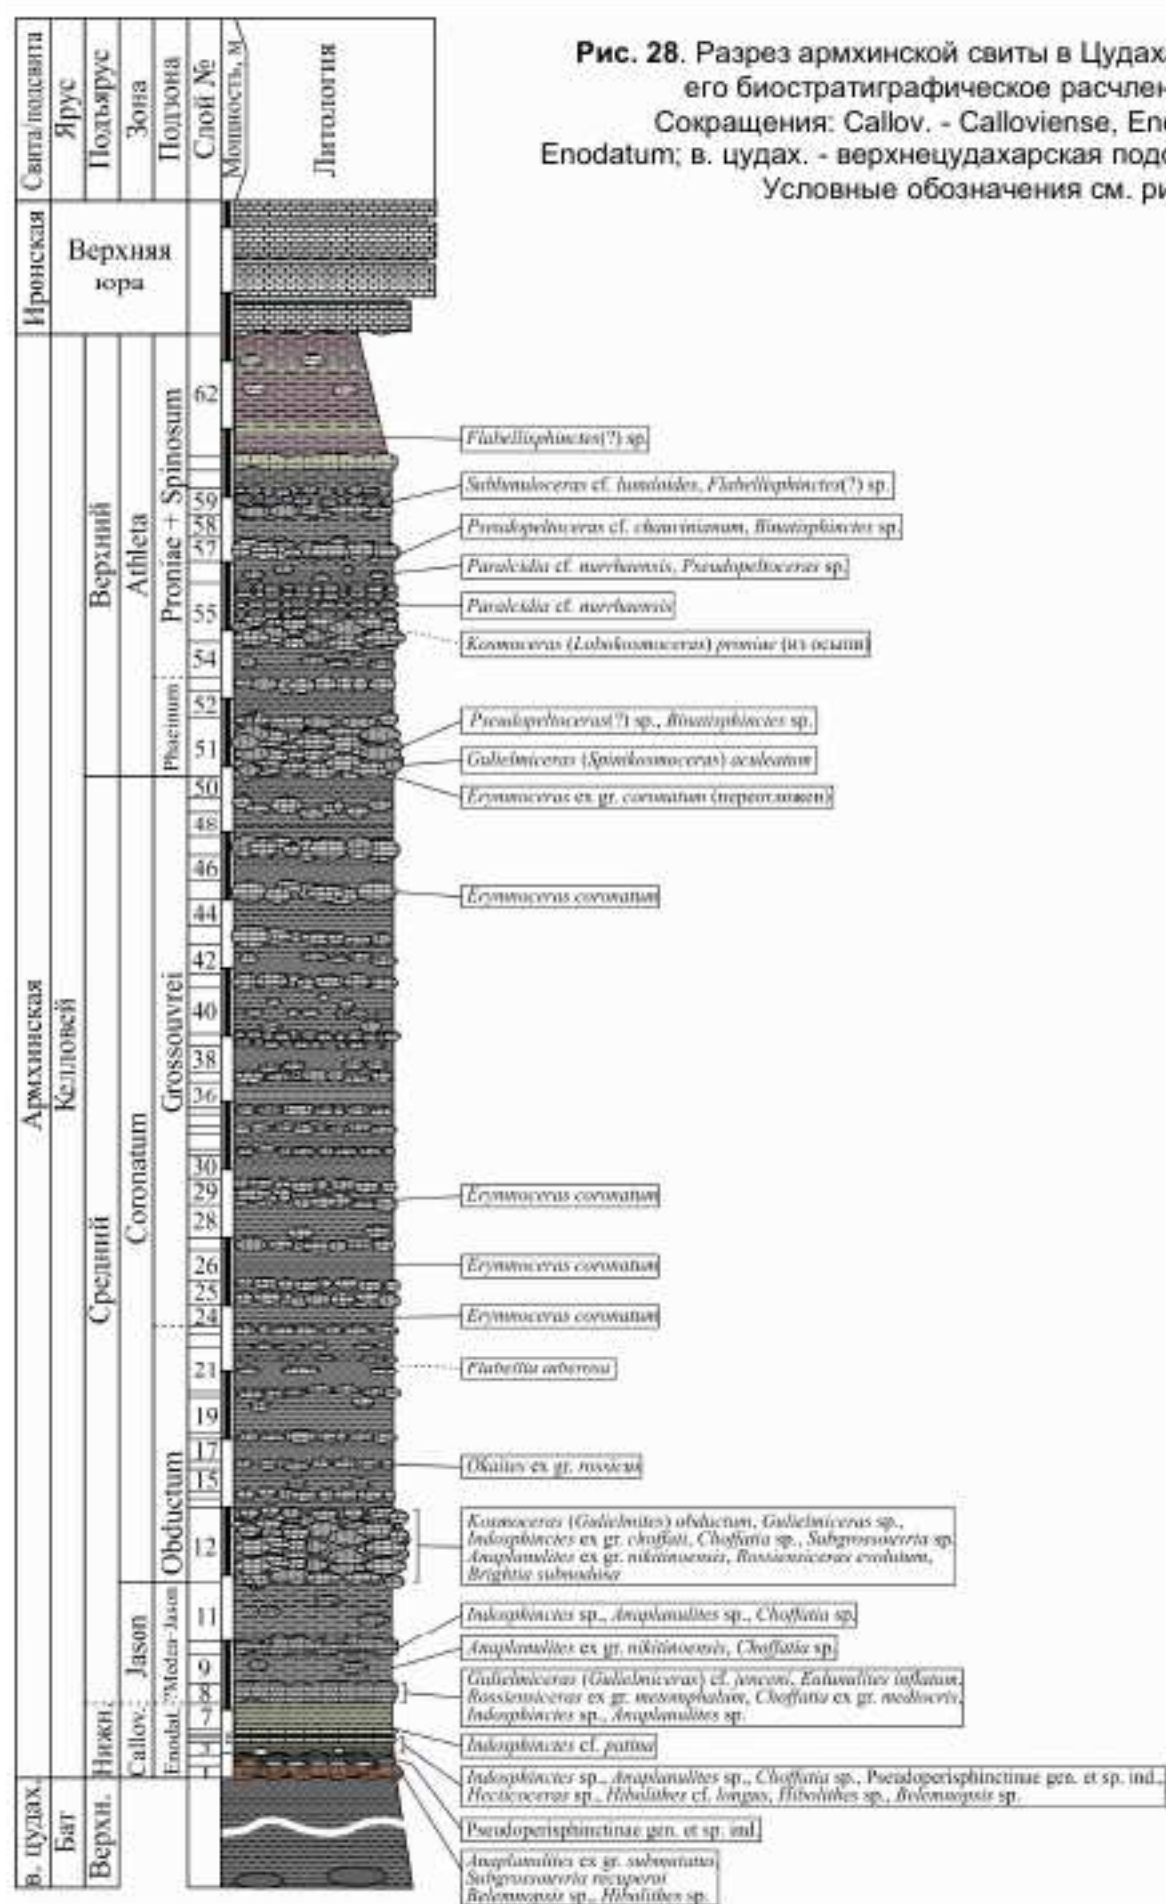 Рис. 28. Разрез армхинской свиты в Цудах
его биостратиграфическое расчлен
Сокращения: Callov. - Calloviense, En
Enodatum; в. цудах. - верхнецудахарская под
Условные обозначения см. ри
Свита/подсвита
Ярус
Подъярус
Зона
Подзона
Слой №
Мощность, м
Литология
Иронская
Верхняя
юра
Армхинская
Келловей
Верхний
Athleta
Proniae + Spinosum
Phaeinum
62
59
58
57
55
54
52
51
Средний
Coronatum
Grossouvrei
50
48
46
44
42
40
38
36
30
29
28
26
25
24
Obductum
21
19
17
15
12
Jason
??Medea-Jason
11
9
8
Нижн.
Callov.
Enodat.
7
1
в. цудах.
Бат
Верхн.
Flabellisphinctes(?) sp.
Sublunuloceras cf. lunuloides, Flabellisphinctes(?) sp.
Pseudopeltoceras cf. chauvinianum, Binatisphinctes sp.
Paralcidia cf. nurrhaensis, Pseudopeltoceras sp.
Paralcidia cf. nurrhaensis
Kosmoceras (Lobokosmoceras) proniae (из осыпи)
Pseudopeltoceras(?) sp., Binatisphinctes sp.
Gulielmiceras (Spinikosmoceras) aculeatum
Erymnoceras ex gr. coronatum (переотложен)
Erymnoceras coronatum
Erymnoceras coronatum
Erymnoceras coronatum
Erymnoceras coronatum
Flabellia tuberosa
Okaites ex gr. rossicus
Kosmoceras (Gulielmites) obductum, Gulielmiceras sp.,
Indosphinctes ex gr. choffati, Choffatia sp., Subgrossouvria sp.
Anaplanulites ex gr. nikitinoensis, Rossiensiceras evolutum,
Brightia subnodosa
Indosphinctes sp., Anaplanulites sp., Choffatia sp.
Anaplanulites ex gr. nikitinoensis, Choffatia sp.
Gulielmiceras (Gulielmiceras) cf. jenceni, Eulunulites inflatum,
Rossiensiceras ex gr. metomphalum, Choffatia ex gr. mediocris,
Indosphinctes sp., Anaplanulites sp.
Indosphinctes cf. patina
Indosphinctes sp., Anaplanulites sp., Choffatia sp., Pseudoperisphinctinae gen. et sp. ind.,
Hecticoceras sp., Hibolithes cf. longus, Hibolithes sp., Belemnopsis sp.
Pseudoperisphinctinae gen. et sp. ind.
Anaplanulites ex gr. submutatus
Subgrossouvria recuperoi
Belemnopsis sp., Hibolithes sp.